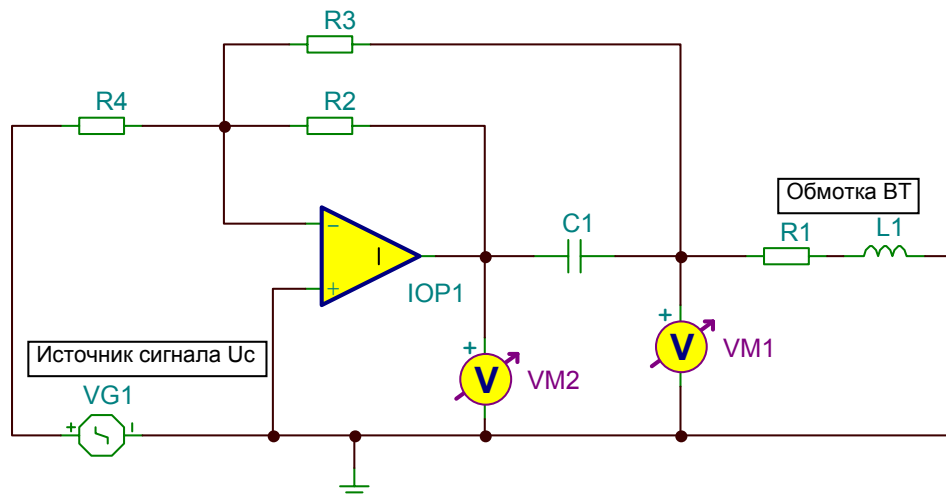 R3
R4
R2
Обмотка ВТ
C1
R1
L1
−
I
+
IOP1
+
+
V
VM1
Источник сигнала Uc
V
VM2
VG1
+
I